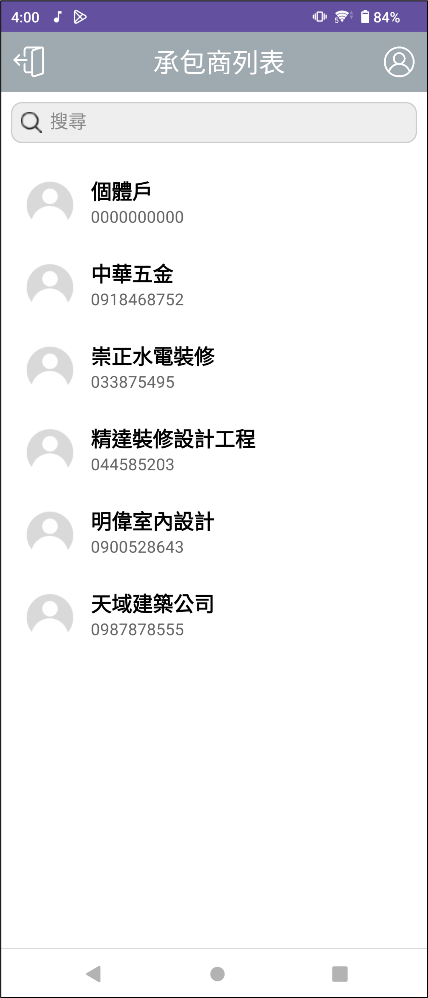 4:00
84%
承包商列表
搜尋
個體戶
0000000000
中華五金
0918468752
崇正水電裝修
033875495
精達裝修設計工程
044585203
明偉室內設計
0900528643
天域建築公司
0987878555